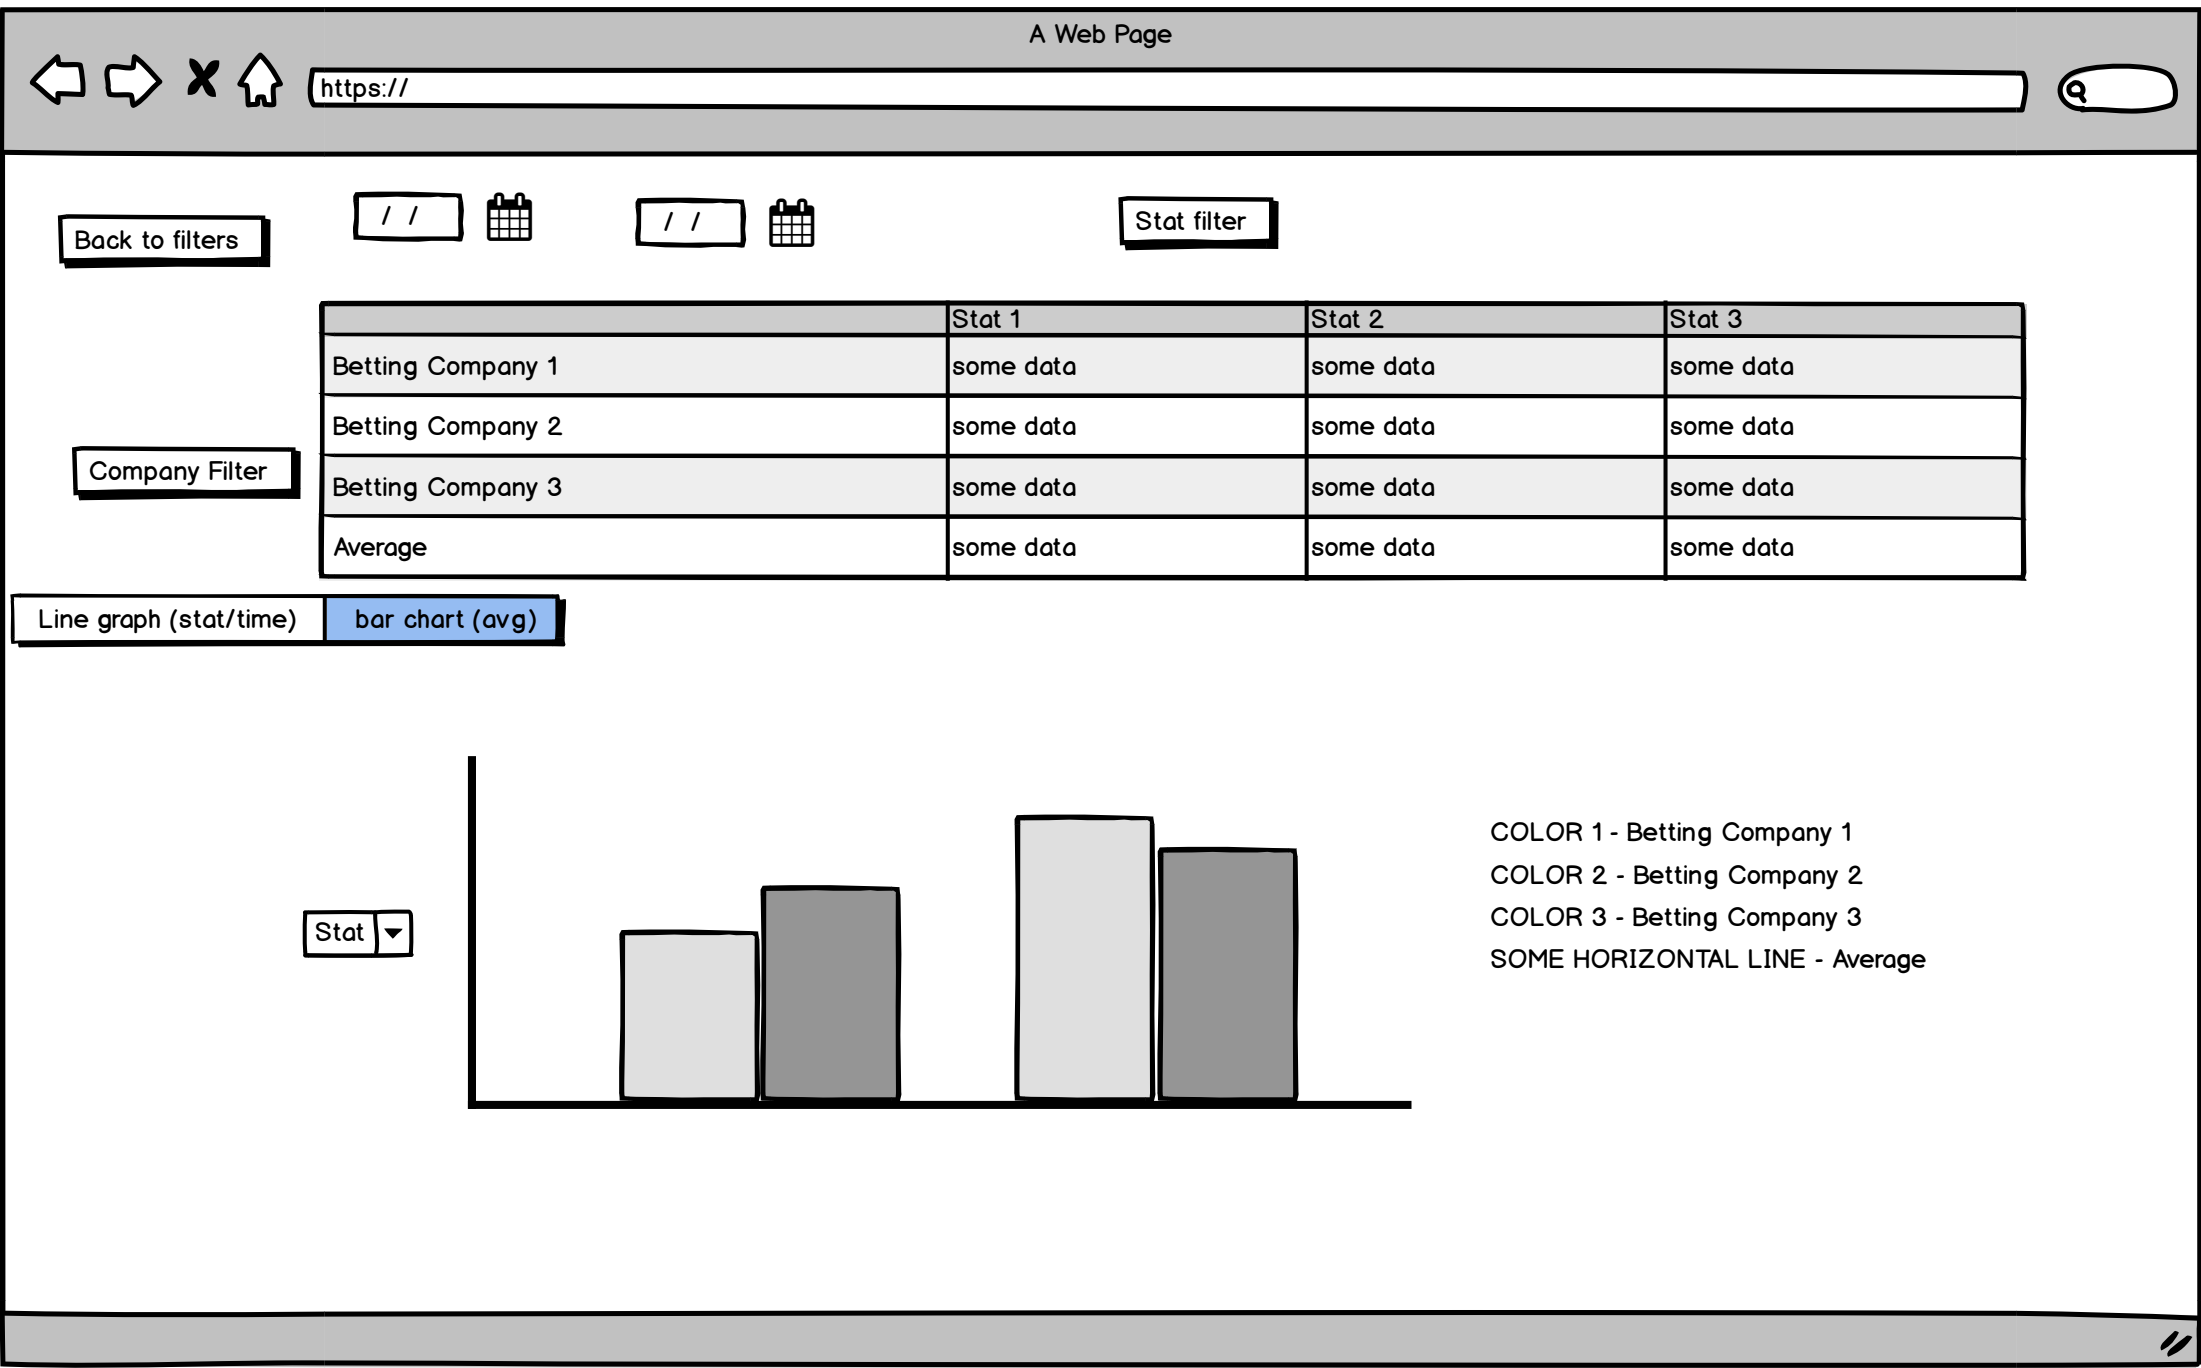 A Web Page
https://
Back to filters
/ /
/ /
Stat filter
Stat 1 Stat 2 Stat 3
Betting Company 1 some data some data some data
Betting Company 2 some data some data some data
Company Filter
Betting Company 3 some data some data some data
Average some data some data some data
Line graph (stat/time) bar chart (avg)
Stat
COLOR 1 - Betting Company 1
COLOR 2 - Betting Company 2
COLOR 3 - Betting Company 3
SOME HORIZONTAL LINE - Average